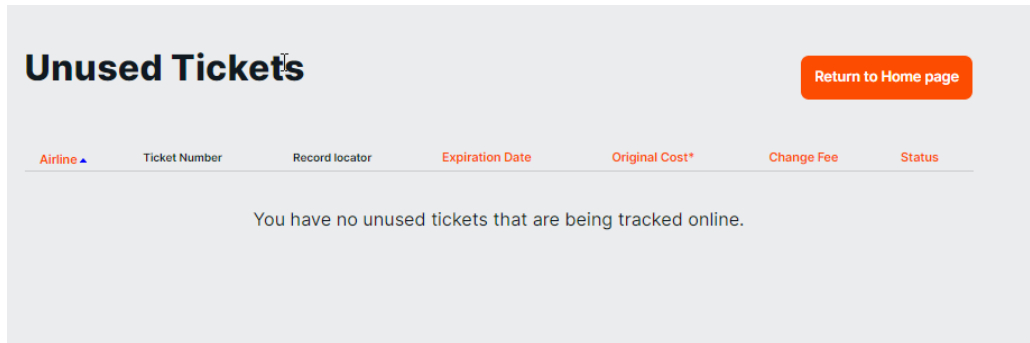 Unused Tickets
Return to Home page
Airline Ticket Number Record locator Expiration Date Original Cost* Change Fee Status
You have no unused tickets that are being tracked online.